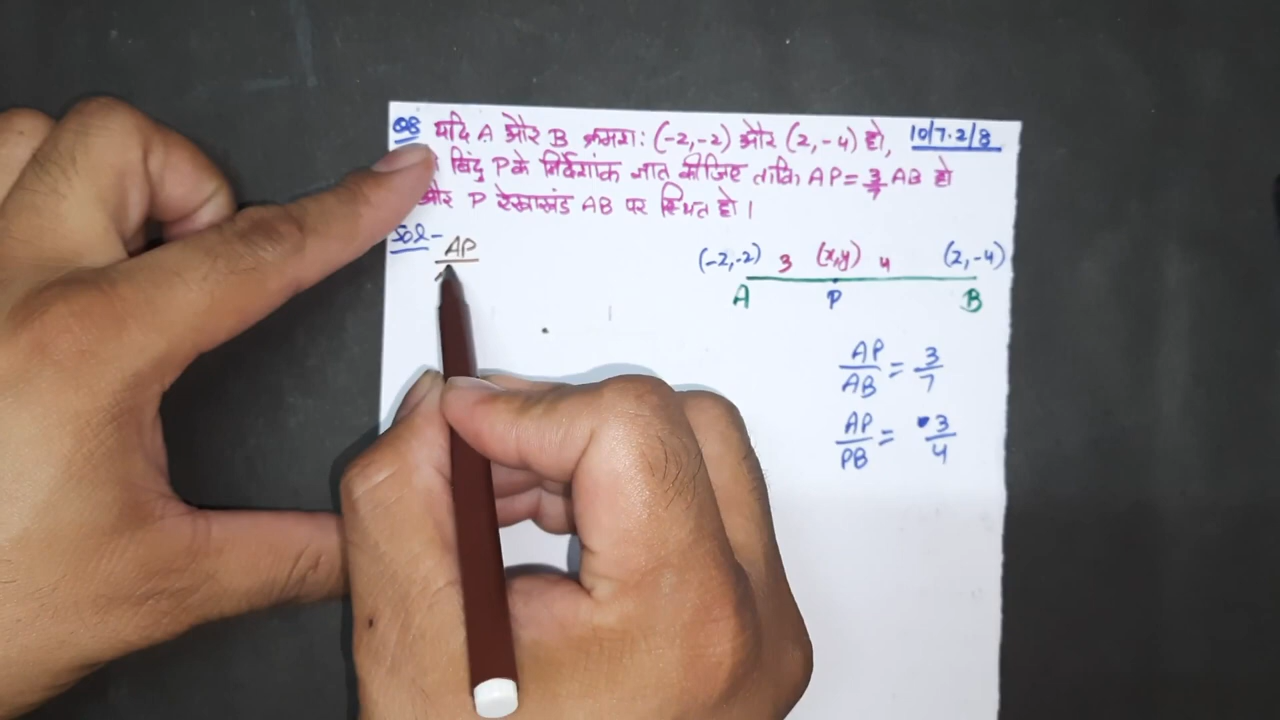 Q8 यदि A और B क्रमश: (-2,-2) और (2,-4) हो, 10/7.2/8
बिंदु P के निर्देशांक ज्ञात कीजिए ताकि AP = 3/7 AB हो
और P रेखाखंड AB पर स्थित हो।
Sol-
AP
(-2,-2) 3 (x,y) 4 (2,-4)
A P B
AP/AB = 3/7
AP/PB = 3/4